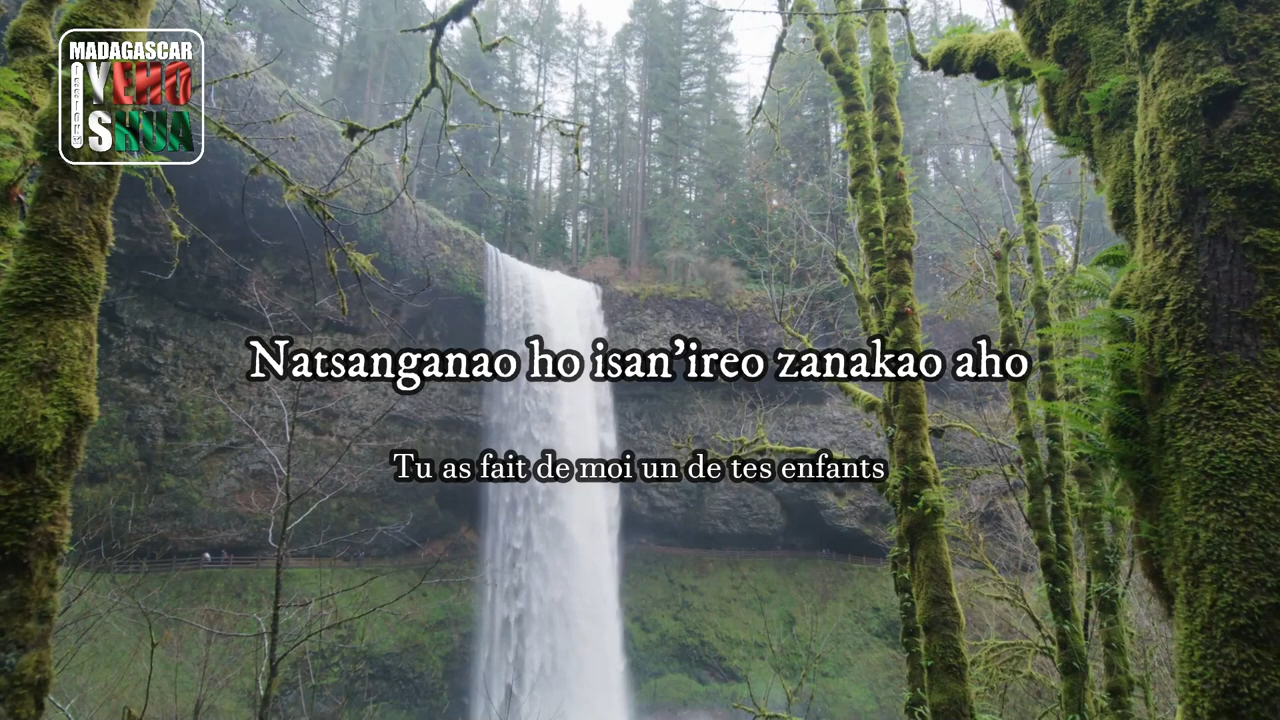 MADAGASCAR
YEHO
SHUA
Natsanganao ho isan'ireo zanakao aho
Tu as fait de moi un de tes enfants